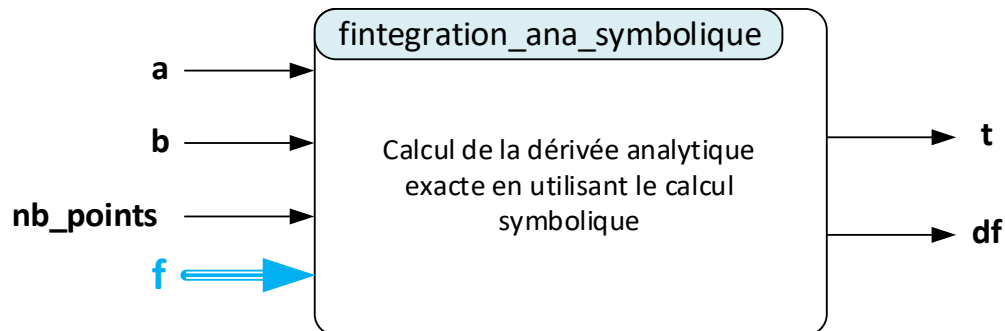 fintegration_ana_symbolique
a
b
nb_points
f
Calcul de la dérivée analytique
exacte en utilisant le calcul
symbolique
t
df